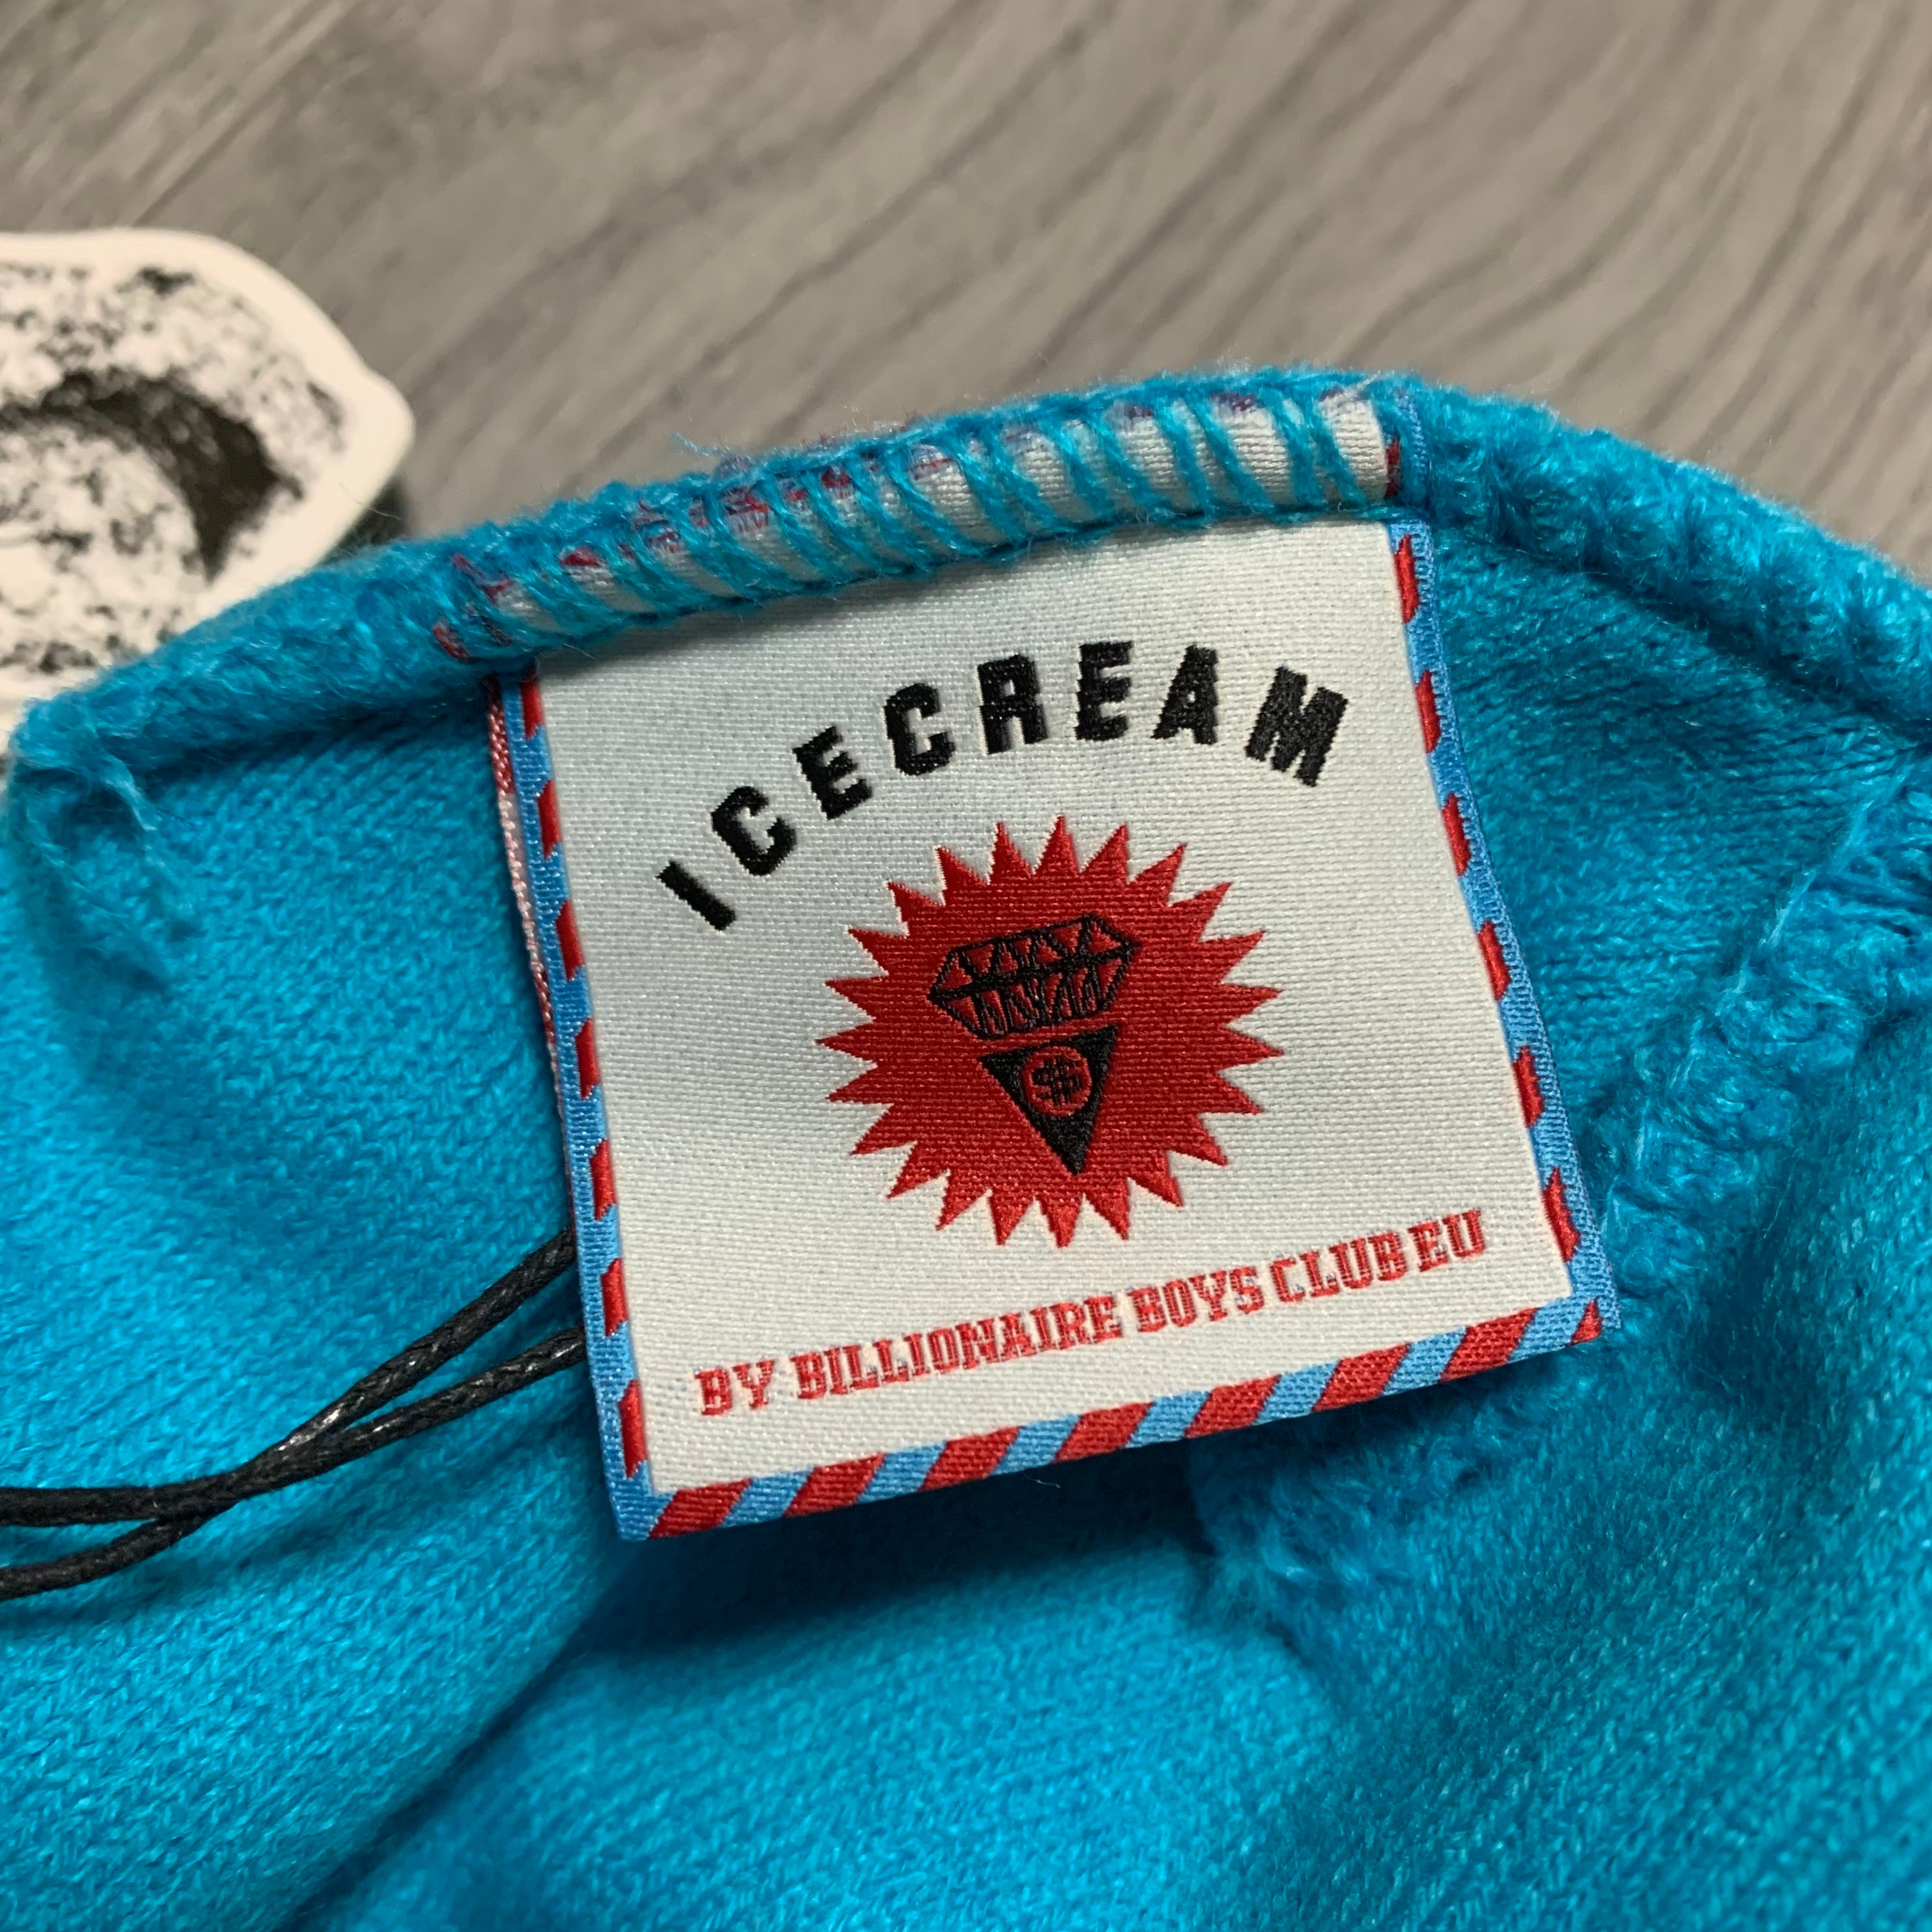 ICECREAM
$
BY BILLIONAIRE BOYS CLUB EU